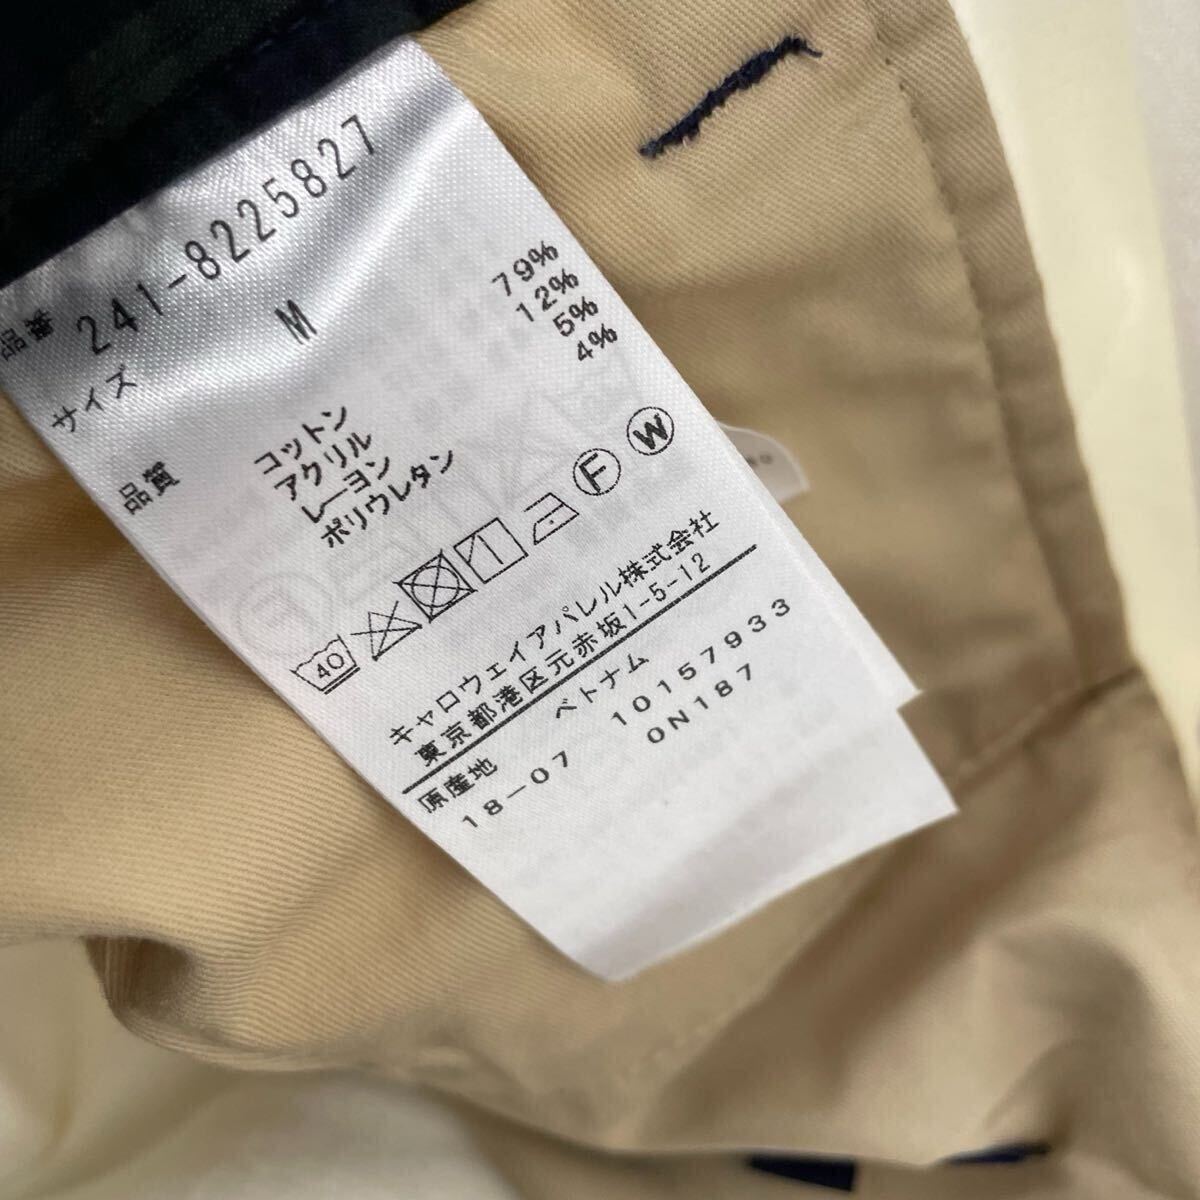 品番 241-8225827
サイズ M
品質 コットン 79%
アクリル 12%
レーヨン 5%
ポリウレタン 4%
40 F W
キャロウェイアパレル株式会社
東京都港区元赤坂1-5-12
原産地 ベトナム
18-07 10157933
0N187